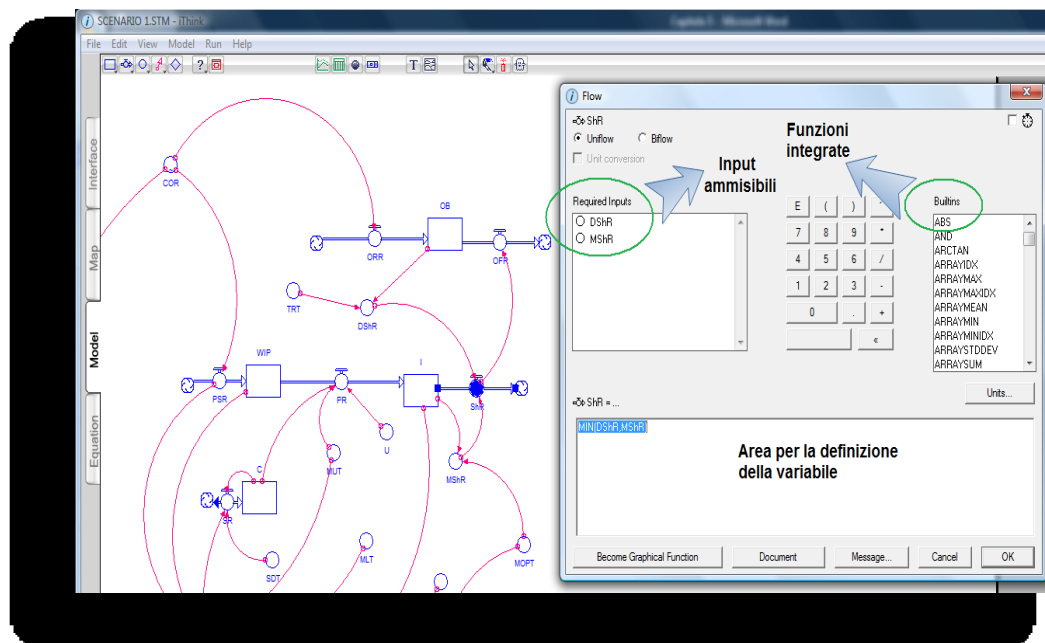 SCENARIO 1.STM - iThink
Capitolo 3 - Microsoft Word
File Edit View Model Run Help
Interface
Map
Model
Equation
COR
OB
ORR
OFR
TRT
DShR
WIP
I
PSR
PR
ShR
U
MUT
C
MShR
SR
MLT
MOPT
SDT
Flow
ShR
Uniflow Biflow
Unit conversion
Funzioni
integrate
Input
ammisibili
Required Inputs
DShR
MShR
E ( ) ^
7 8 9 *
4 5 6 /
1 2 3 -
0 . +
«
Builtins
ABS
AND
ARCTAN
ARRAYIDX
ARRAYMAX
ARRAYMAXIDX
ARRAYMEAN
ARRAYMIN
ARRAYMINIDX
ARRAYSTDDEV
ARRAYSUM
Units...
ShR = ...
MIN(DShR,MShR)
Area per la definizione
della variabile
Become Graphical Function Document Message... Cancel OK